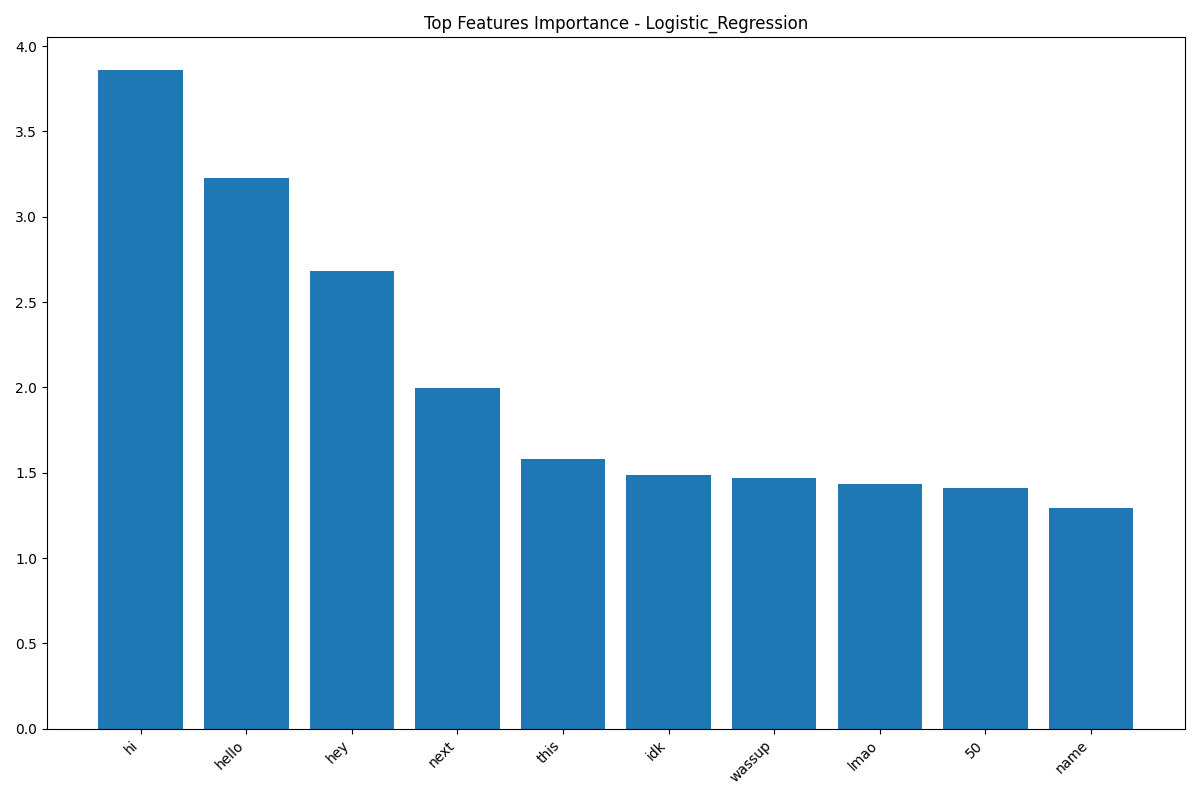 Top Features Importance - Logistic_Regression
4.0
3.5
3.0
2.5
2.0
1.5
1.0
0.5
0.0
hi
hello
hey
next
this
idk
wassup
lmao
50
name